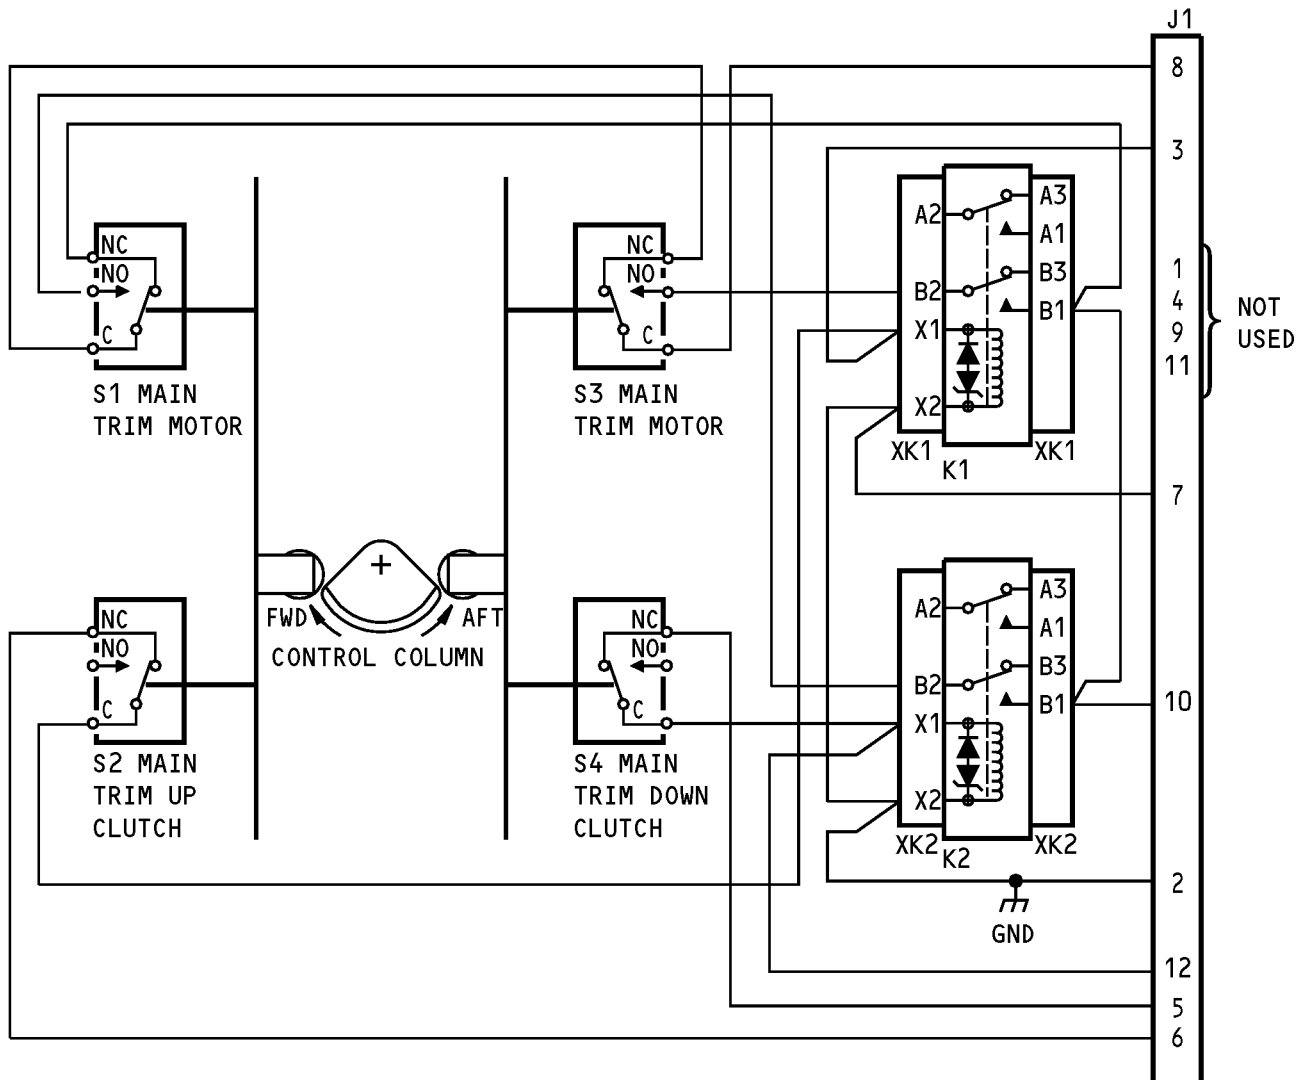 J1
8
3
1
4
9
11
NOT
USED
7
10
2
12
5
6
NC
NO
C
S1 MAIN
TRIM MOTOR
NC
NO
C
S3 MAIN
TRIM MOTOR
A2
B2
X1
X2
A3
A1
B3
B1
XK1
K1
XK1
FWD
AFT
CONTROL COLUMN
NC
NO
C
S2 MAIN
TRIM UP
CLUTCH
NC
NO
C
S4 MAIN
TRIM DOWN
CLUTCH
A2
B2
X1
X2
A3
A1
B3
B1
XK2
K2
XK2
GND